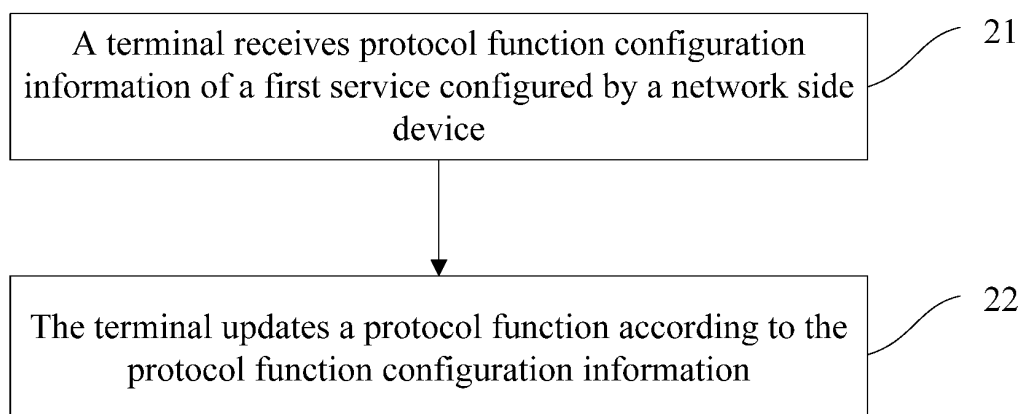 A terminal receives protocol function configuration
information of a first service configured by a network side
device
21
The terminal updates a protocol function according to the
protocol function configuration information
22